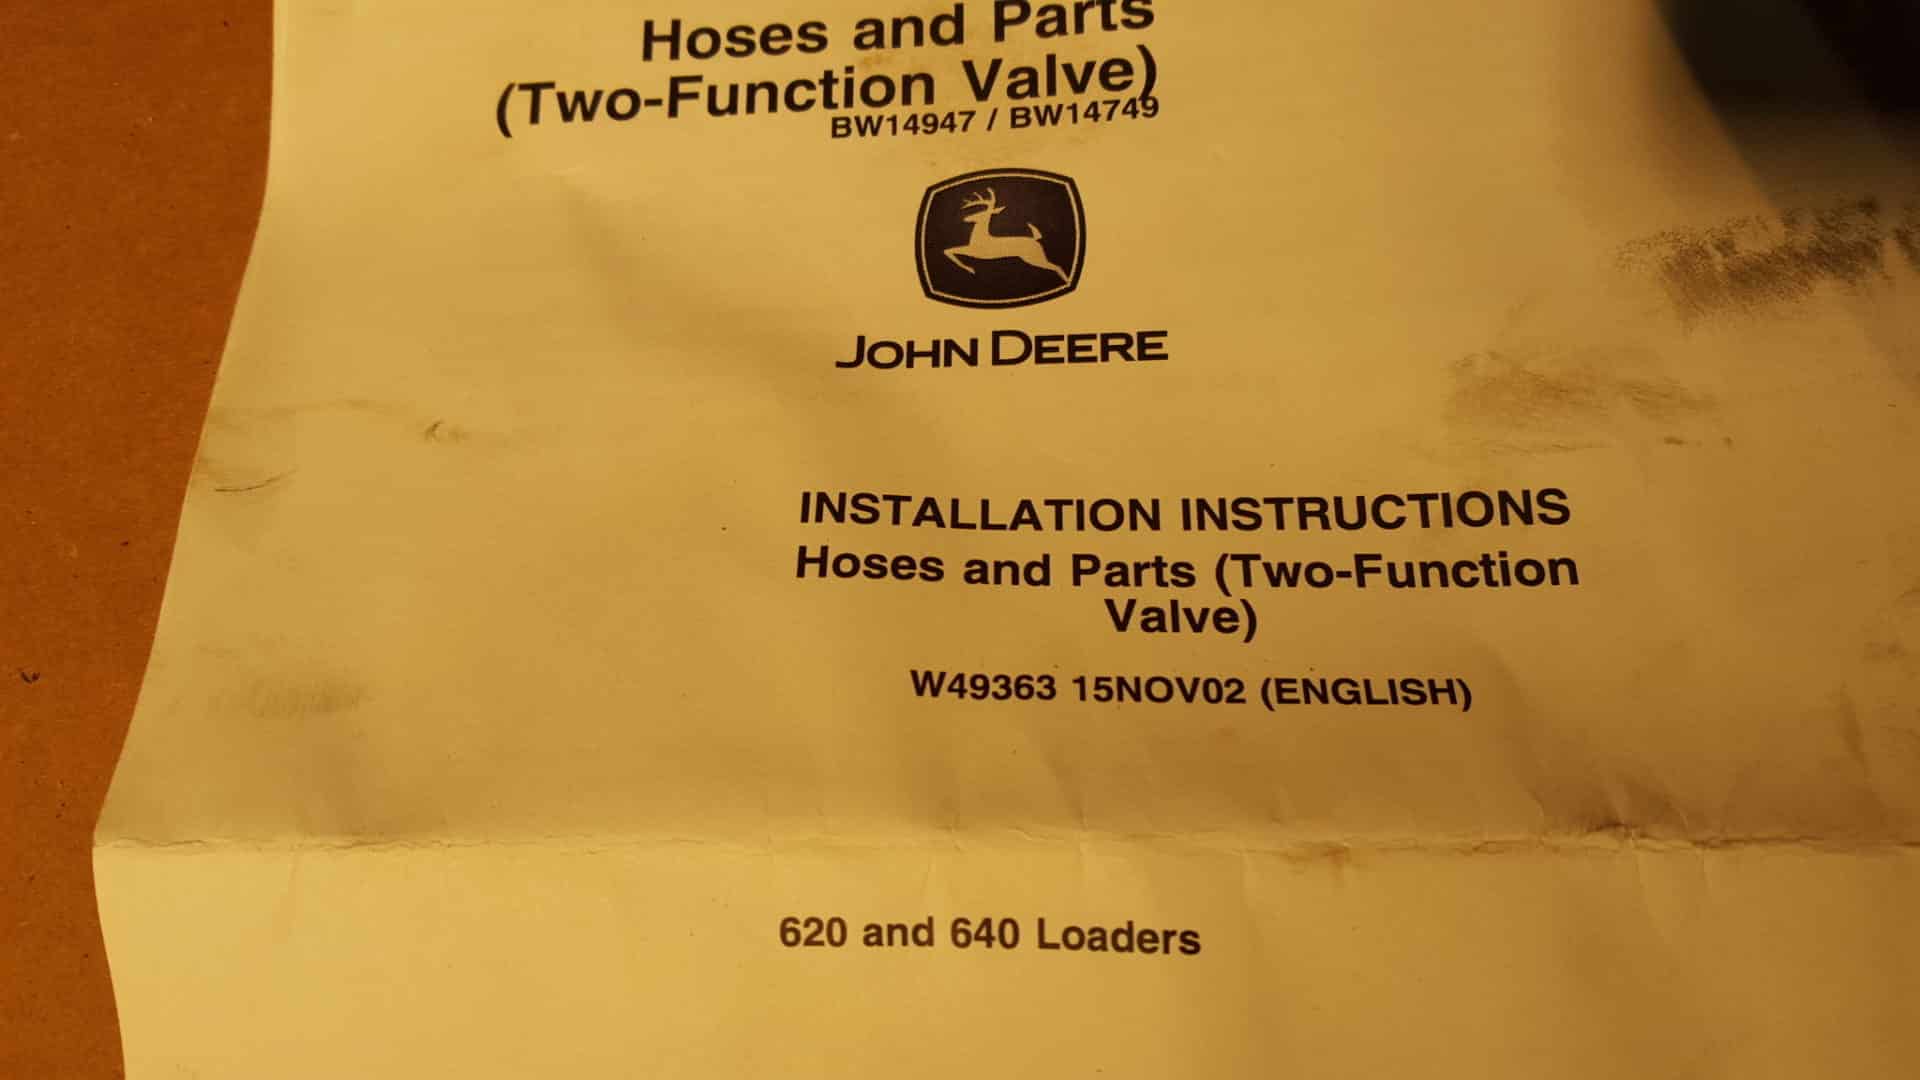 Hoses and Parts
(Two-Function Valve)
BW14947 / BW14749
JOHN DEERE
INSTALLATION INSTRUCTIONS
Hoses and Parts (Two-Function
Valve)
W49363 15NOV02 (ENGLISH)
620 and 640 Loaders